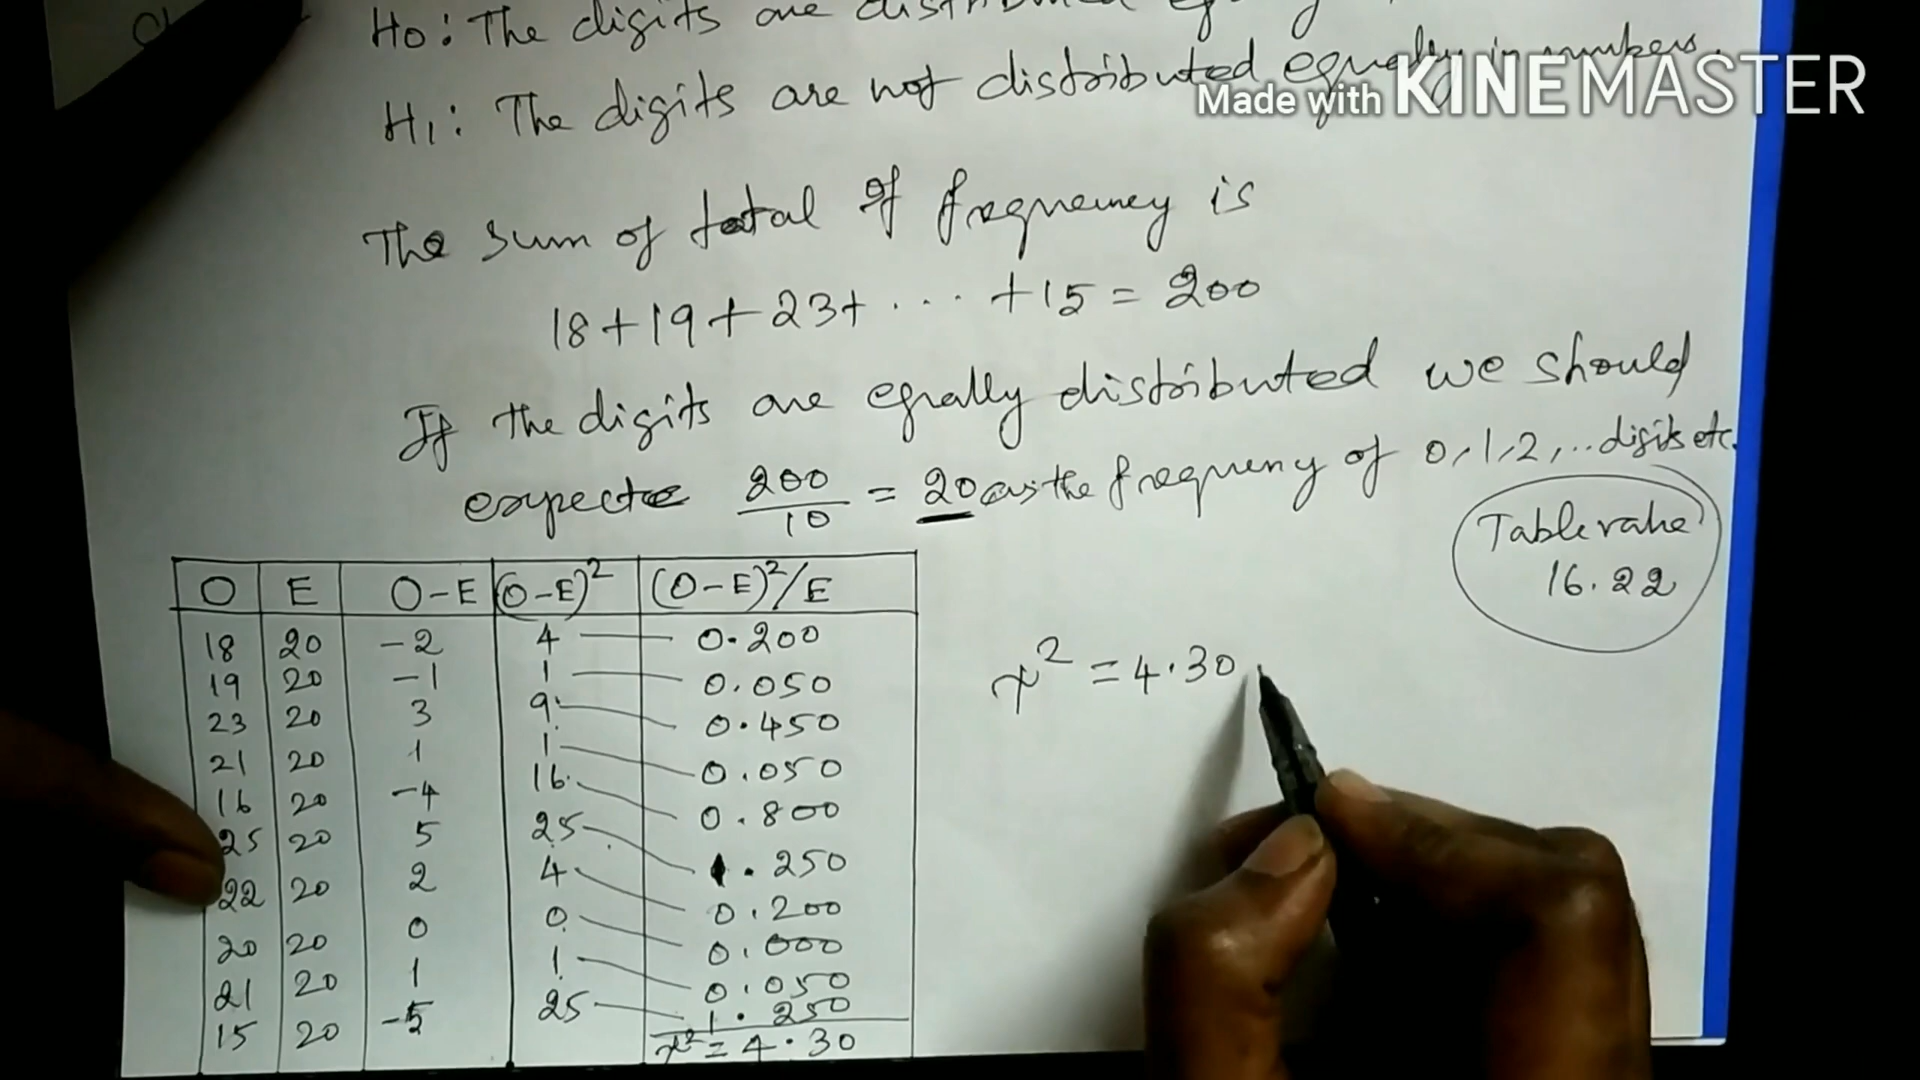 H0: The digits are distributed
H1: The digits are not distributed equally in numbers.
Made with KINEMASTER
The sum of total of frequency is
18+19+23+ ... +15 = 200
If the digits are equally distributed we should
expect 200/10 = 20 as the frequency of 0,1,2,... digits etc.
Table value
16.22
O E O-E (O-E)² (O-E)²/E
18 20 -2 4 0.200
19 20 -1 1 0.050
23 20 3 9 0.450
21 20 1 1 0.050
16 20 -4 16 0.800
25 20 5 25 1.250
22 20 2 4 0.200
20 20 0 0 0.000
21 20 1 1 0.050
15 20 -5 25 1.250
χ² = 4.30
χ² = 4.30